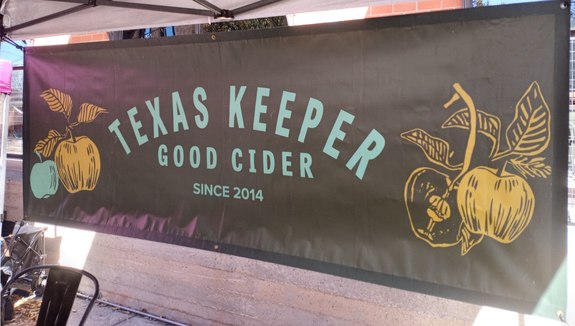 TEXAS KEEPER
GOOD CIDER
SINCE 2014